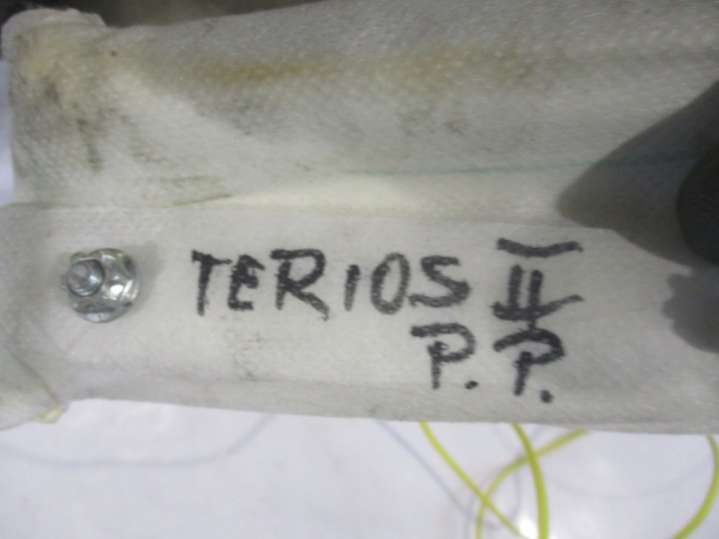 TERIOS II
P. P.